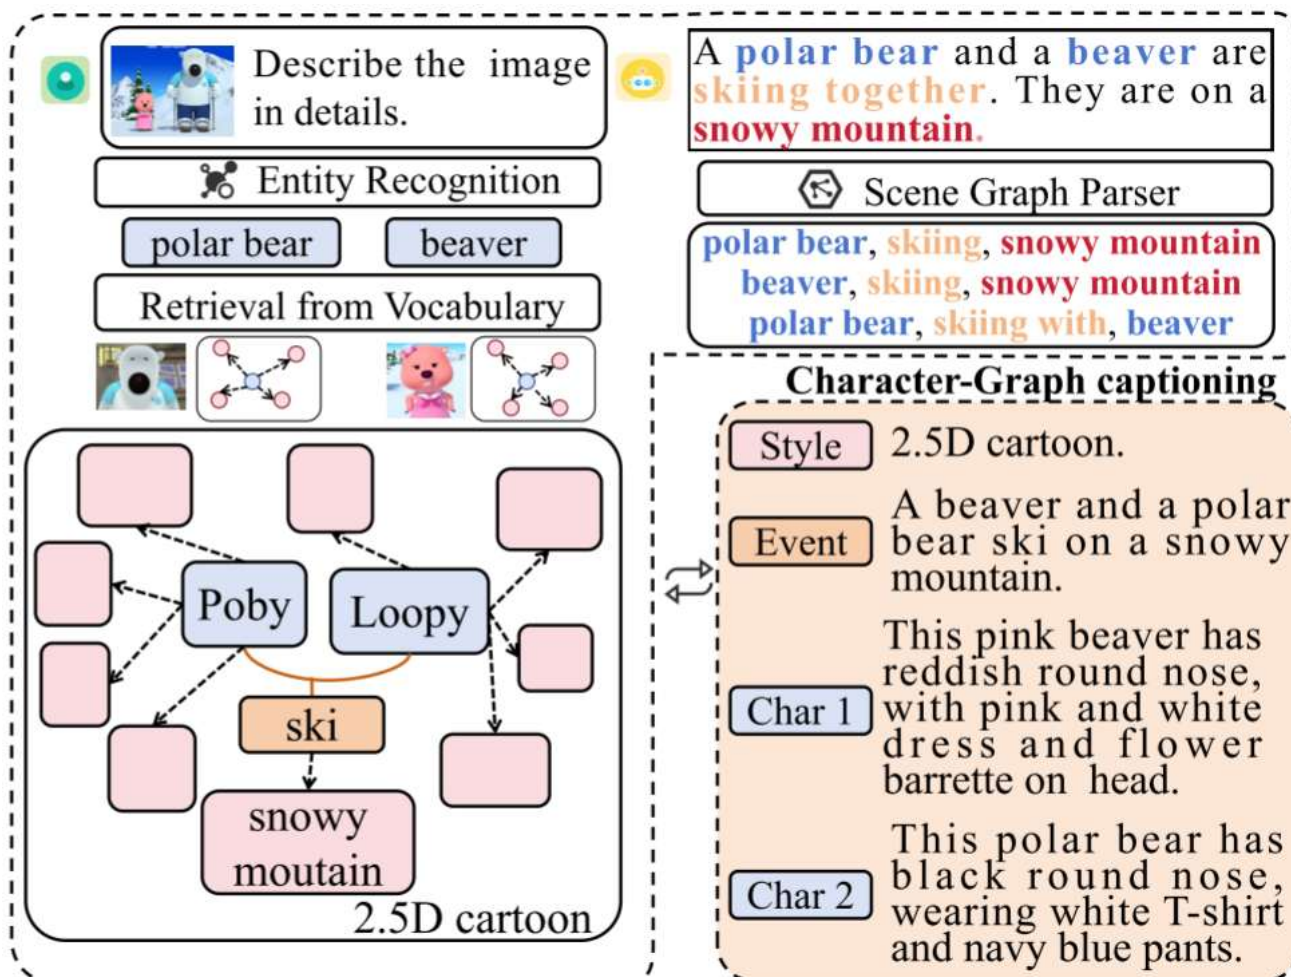 Describe the image
in details.
Entity Recognition
polar bear
beaver
Retrieval from Vocabulary
Poby
Loopy
ski
snowy
moutain
2.5D cartoon
A polar bear and a beaver are
skiing together. They are on a
snowy mountain.
Scene Graph Parser
polar bear, skiing, snowy mountain
beaver, skiing, snowy mountain
polar bear, skiing with, beaver
Character-Graph captioning
Style
2.5D cartoon.
Event
A beaver and a polar
bear ski on a snowy
mountain.
Char 1
This pink beaver has
reddish round nose,
with pink and white
dress and flower
barrette on head.
Char 2
This polar bear has
black round nose,
wearing white T-shirt
and navy blue pants.